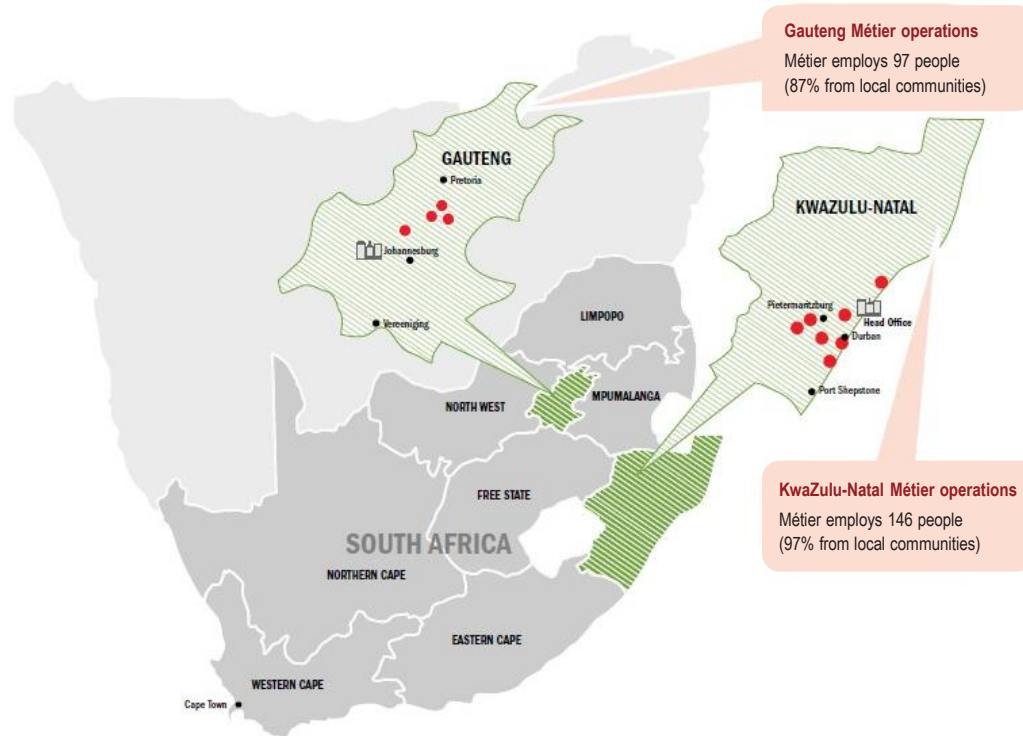 Gauteng Métier operations
Métier employs 97 people
(87% from local communities)
GAUTENG
Pretoria
Johannesburg
Vereeniging
KWAZULU-NATAL
Pietermaritzburg
Head Office
Durban
Port Shepstone
LIMPOPO
NORTH WEST
MPUMALANGA
FREE STATE
SOUTH AFRICA
NORTHERN CAPE
EASTERN CAPE
WESTERN CAPE
Cape Town
KwaZulu-Natal Métier operations
Métier employs 146 people
(97% from local communities)